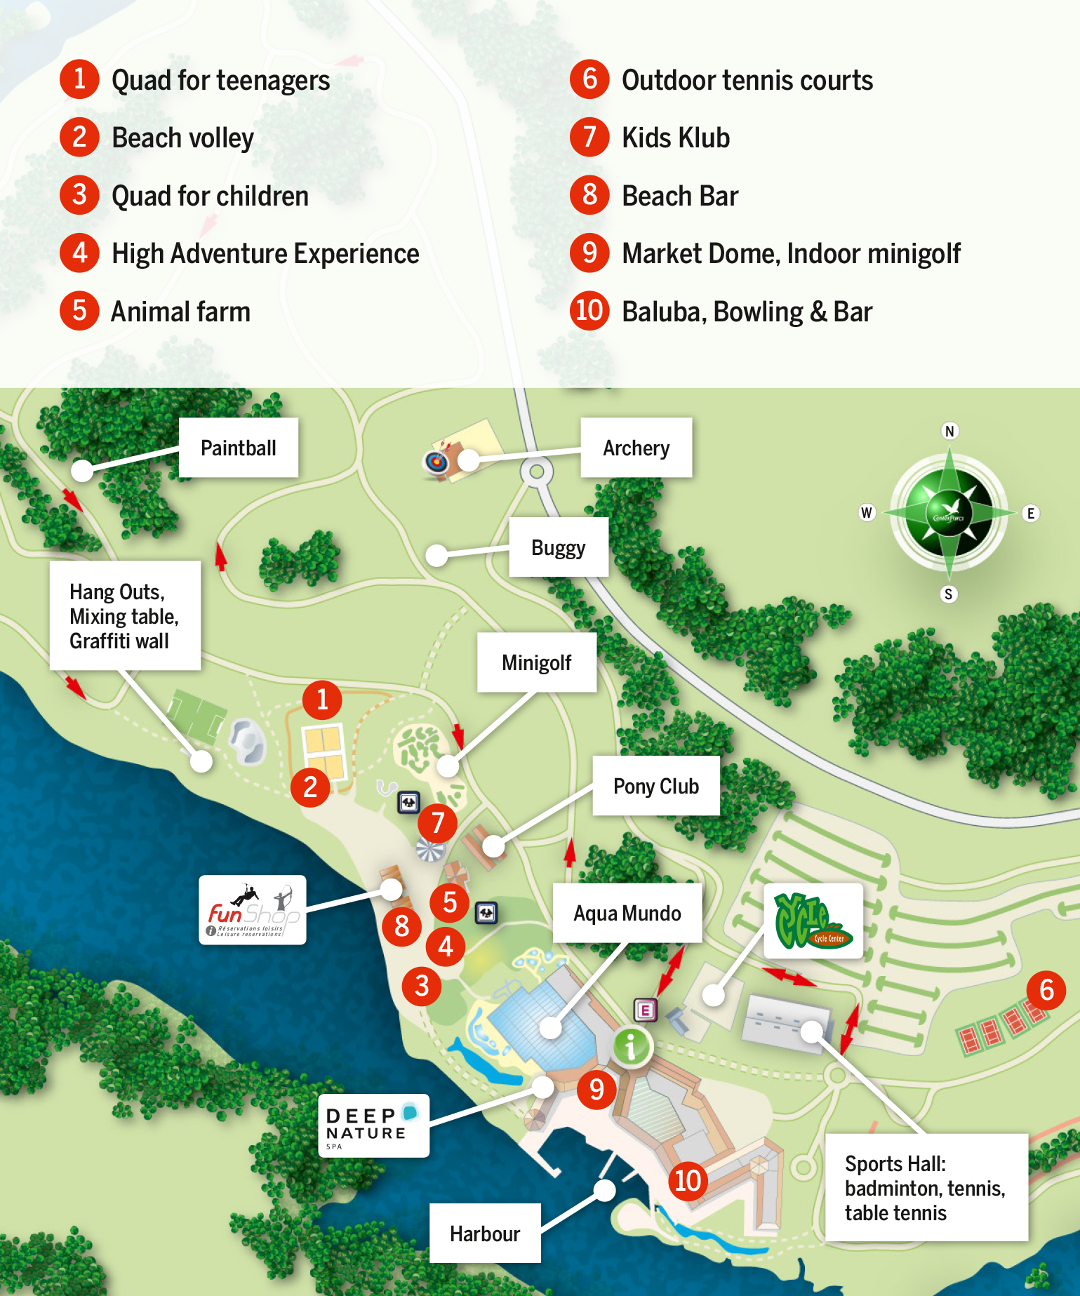 1 Quad for teenagers
2 Beach volley
3 Quad for children
4 High Adventure Experience
5 Animal farm
6 Outdoor tennis courts
7 Kids Klub
8 Beach Bar
9 Market Dome, Indoor minigolf
10 Baluba, Bowling & Bar
Paintball
Archery
N
W
E
S
CenterParcs
Buggy
Hang Outs,
Mixing table,
Graffiti wall
Minigolf
1
2
Pony Club
7
fun Shop
i Réservations loisirs/
Leisure reservations/
5
8
4
3
Aqua Mundo
Cycle
Cycle Center
6
E
i
9
DEEP
NATURE
SPA
10
Sports Hall:
badminton, tennis,
table tennis
Harbour